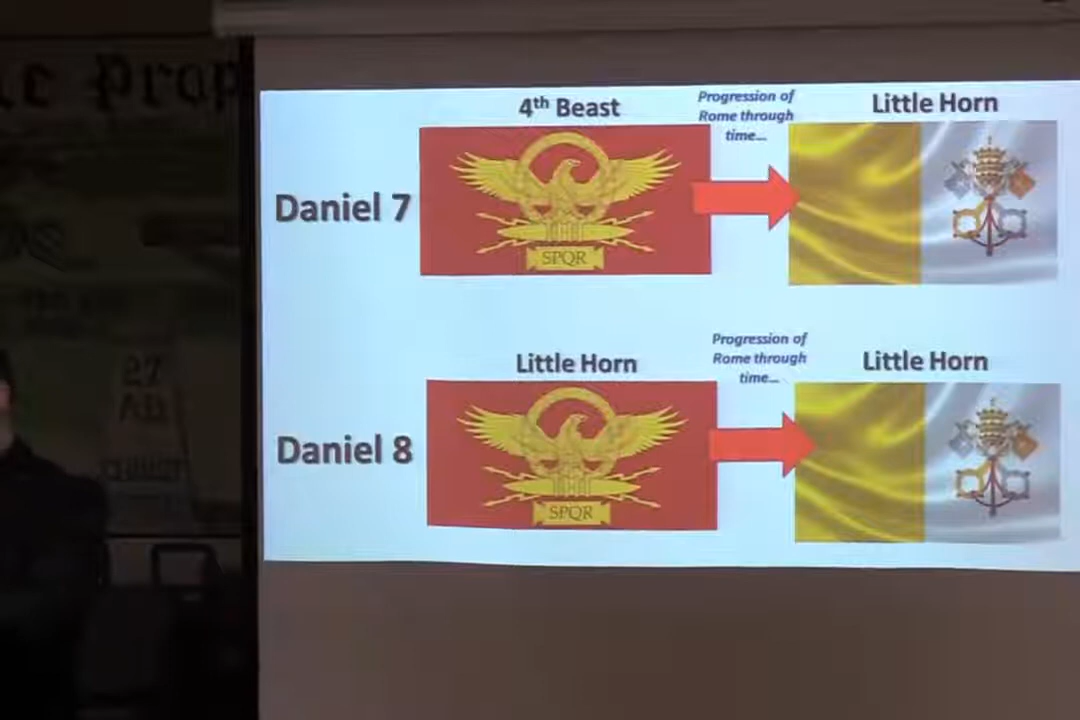 4th Beast
Progression of
Rome through
time...
Little Horn
Daniel 7
SPQR
Little Horn
Progression of
Rome through
time...
Little Horn
Daniel 8
SPQR
27
A.D.